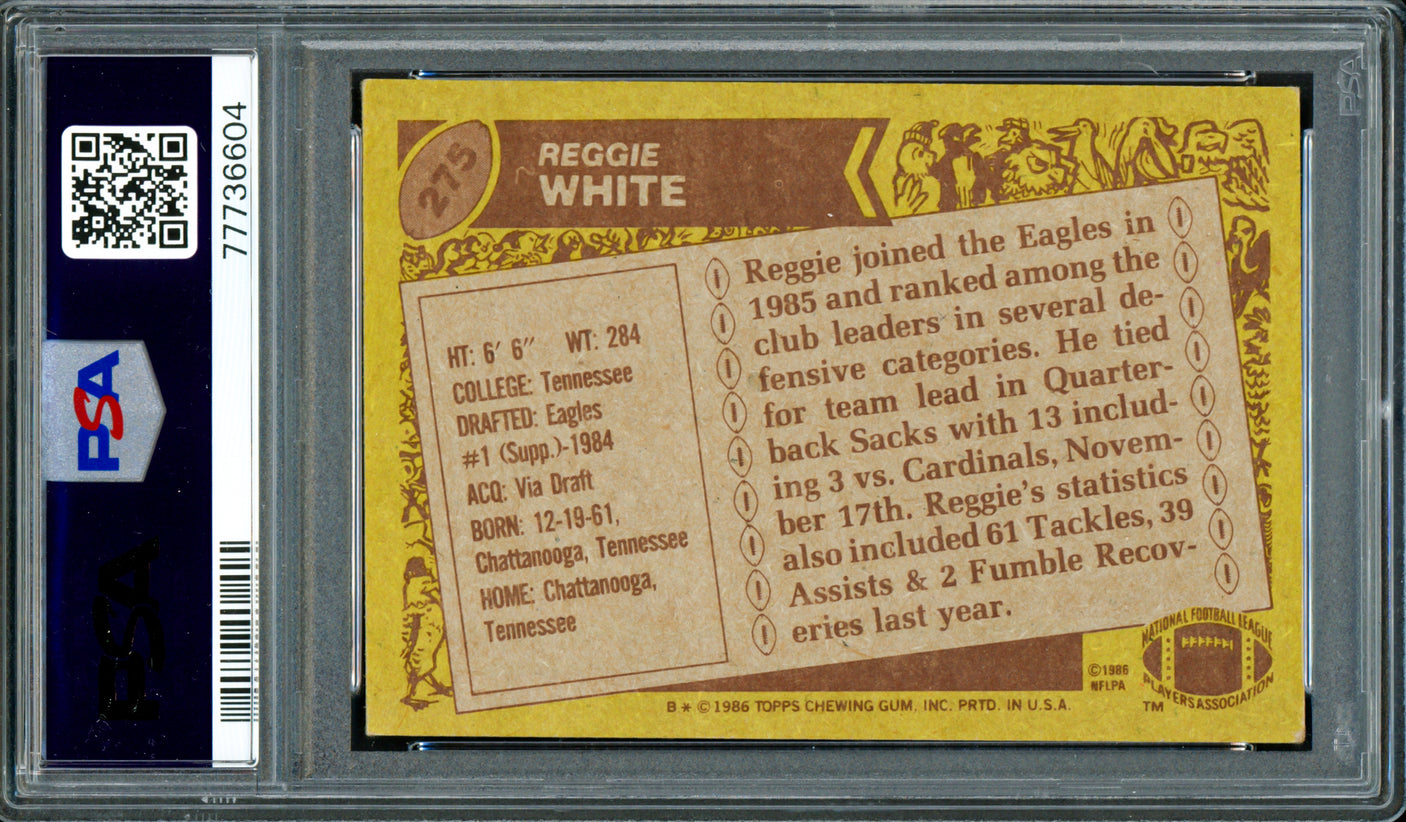 77736604
PSA
PSA
PSA
275
REGGIE
WHITE
HT: 6' 6" WT: 284
COLLEGE: Tennessee
DRAFTED: Eagles
#1 (Supp.)-1984
ACQ: Via Draft
BORN: 12-19-61,
Chattanooga, Tennessee
HOME: Chattanooga,
Tennessee
Reggie joined the Eagles in
1985 and ranked among the
club leaders in several de-
fensive categories. He tied
for team lead in Quarter-
back Sacks with 13 includ-
ing 3 vs. Cardinals, Novem-
ber 17th. Reggie's statistics
also included 61 Tackles, 39
Assists & 2 Fumble Recov-
eries last year.
©1986
NFLPA
NATIONAL FOOTBALL LEAGUE
PLAYERS ASSOCIATION
TM
B * © 1986 TOPPS CHEWING GUM, INC. PRTD. IN U.S.A.